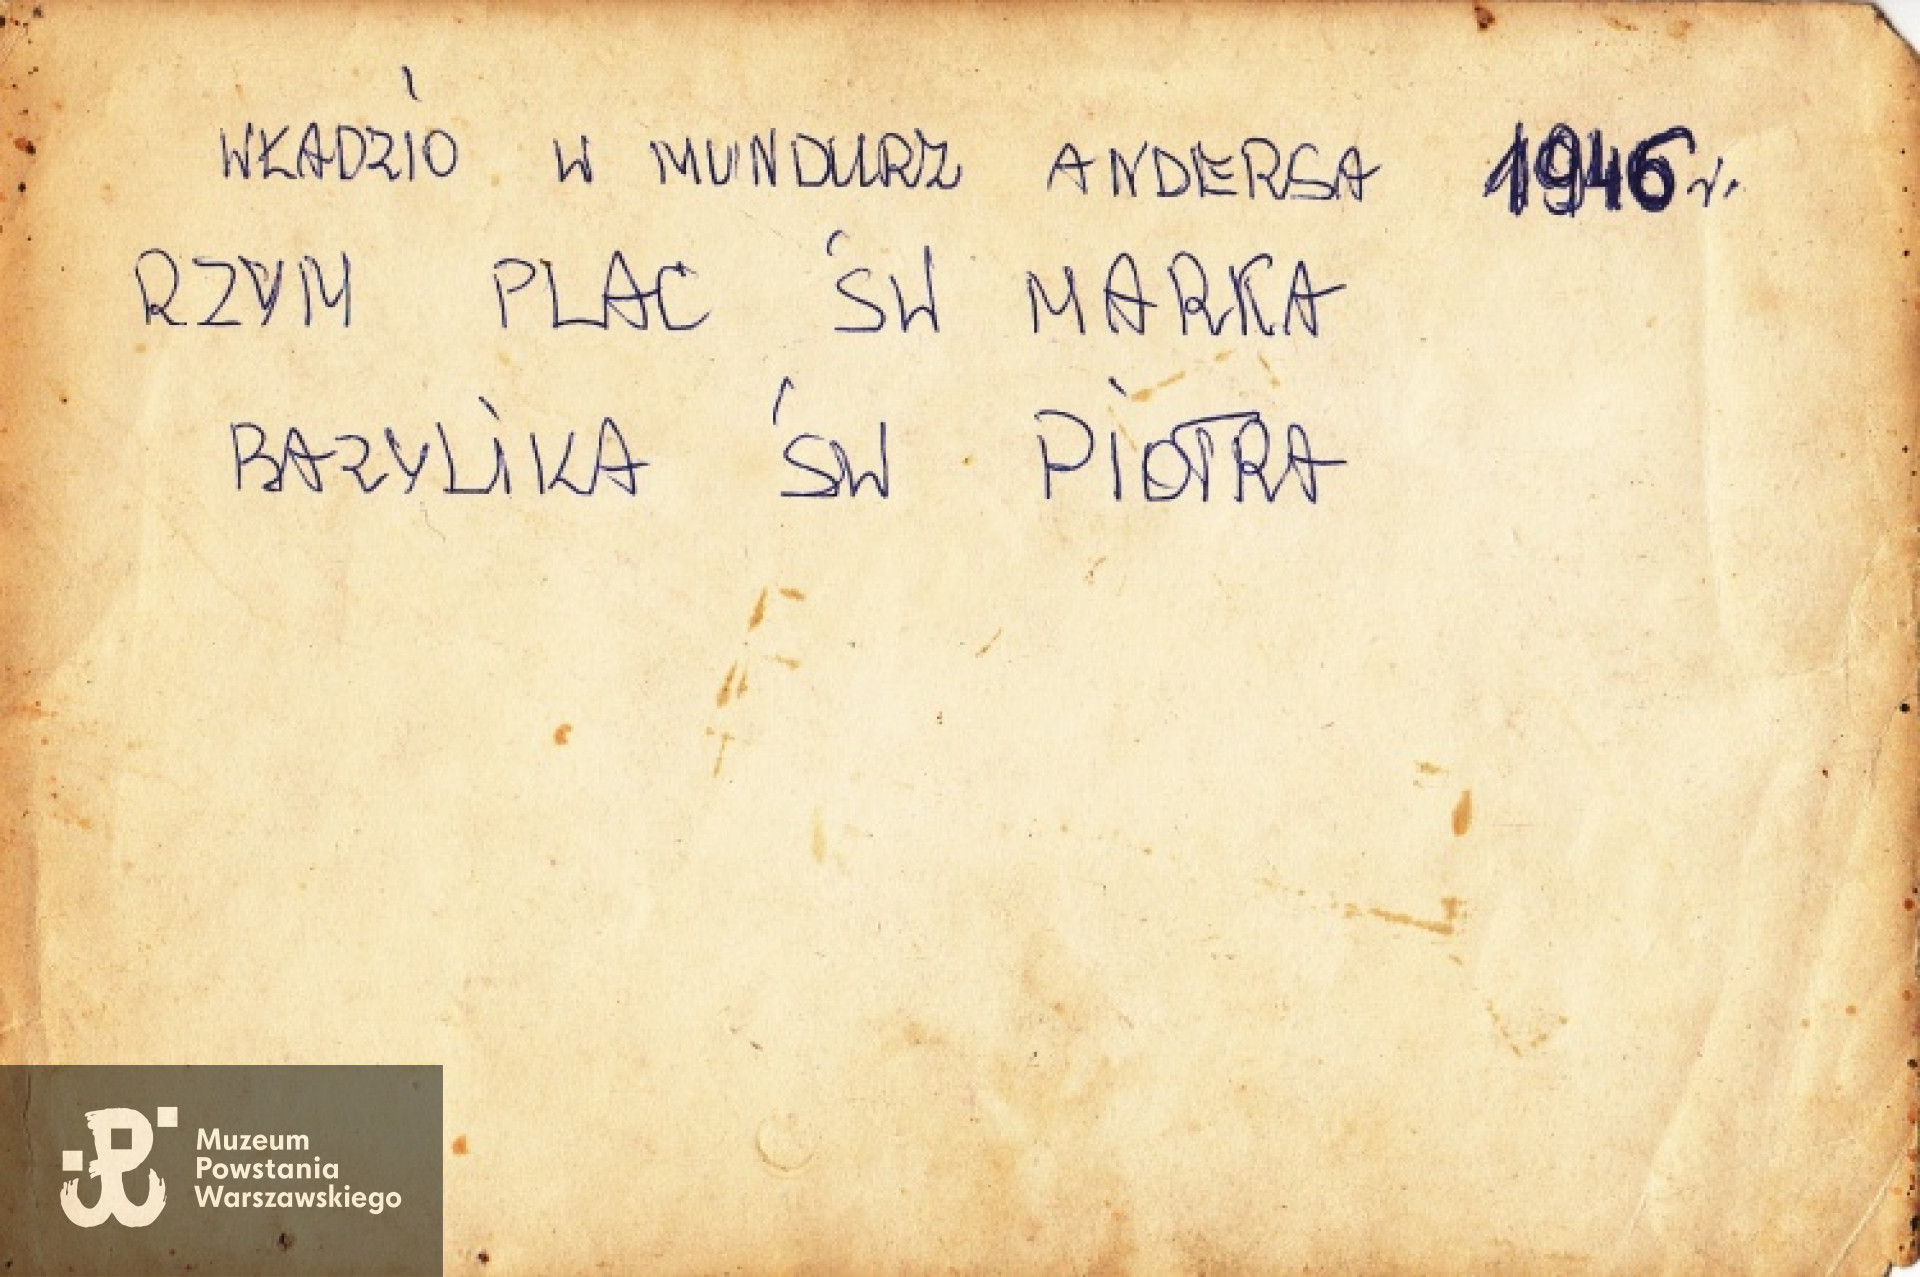 WŁADZIO W MUNDURZ ANDERSA 1946 r.
RZYM PLAC ŚW MARKA
BAZYLIKA ŚW PIOTRA
Muzeum
Powstania
Warszawskiego